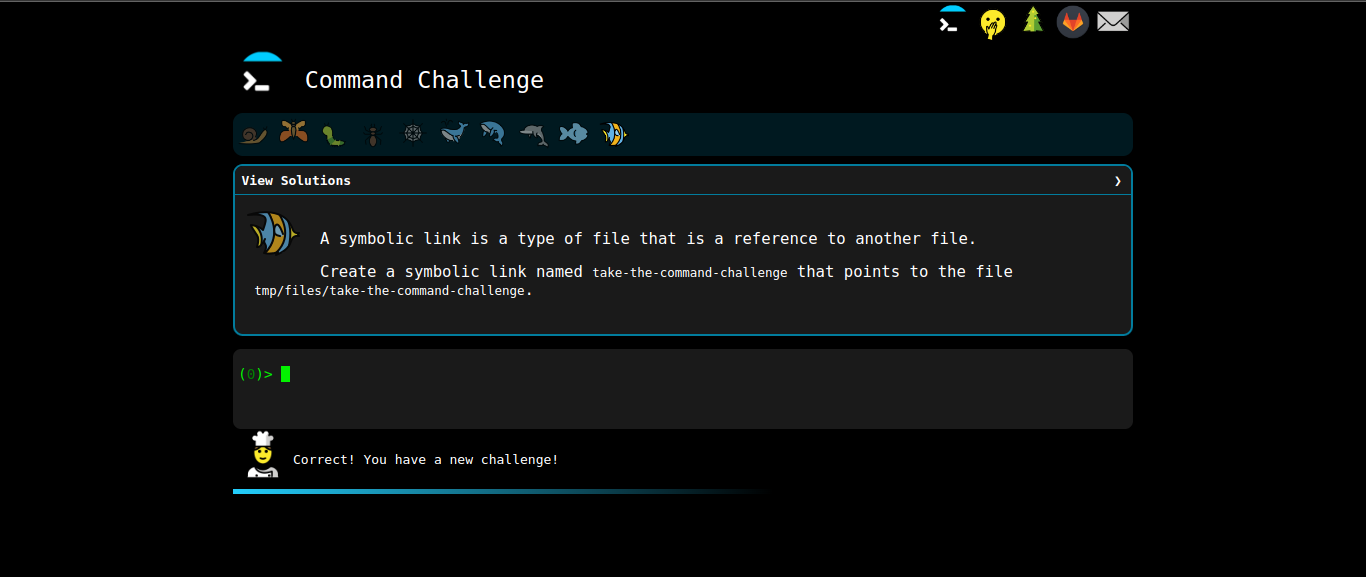 Command Challenge
View Solutions ❯
A symbolic link is a type of file that is a reference to another file.
Create a symbolic link named take-the-command-challenge that points to the file
tmp/files/take-the-command-challenge.
(0)>
Correct! You have a new challenge!